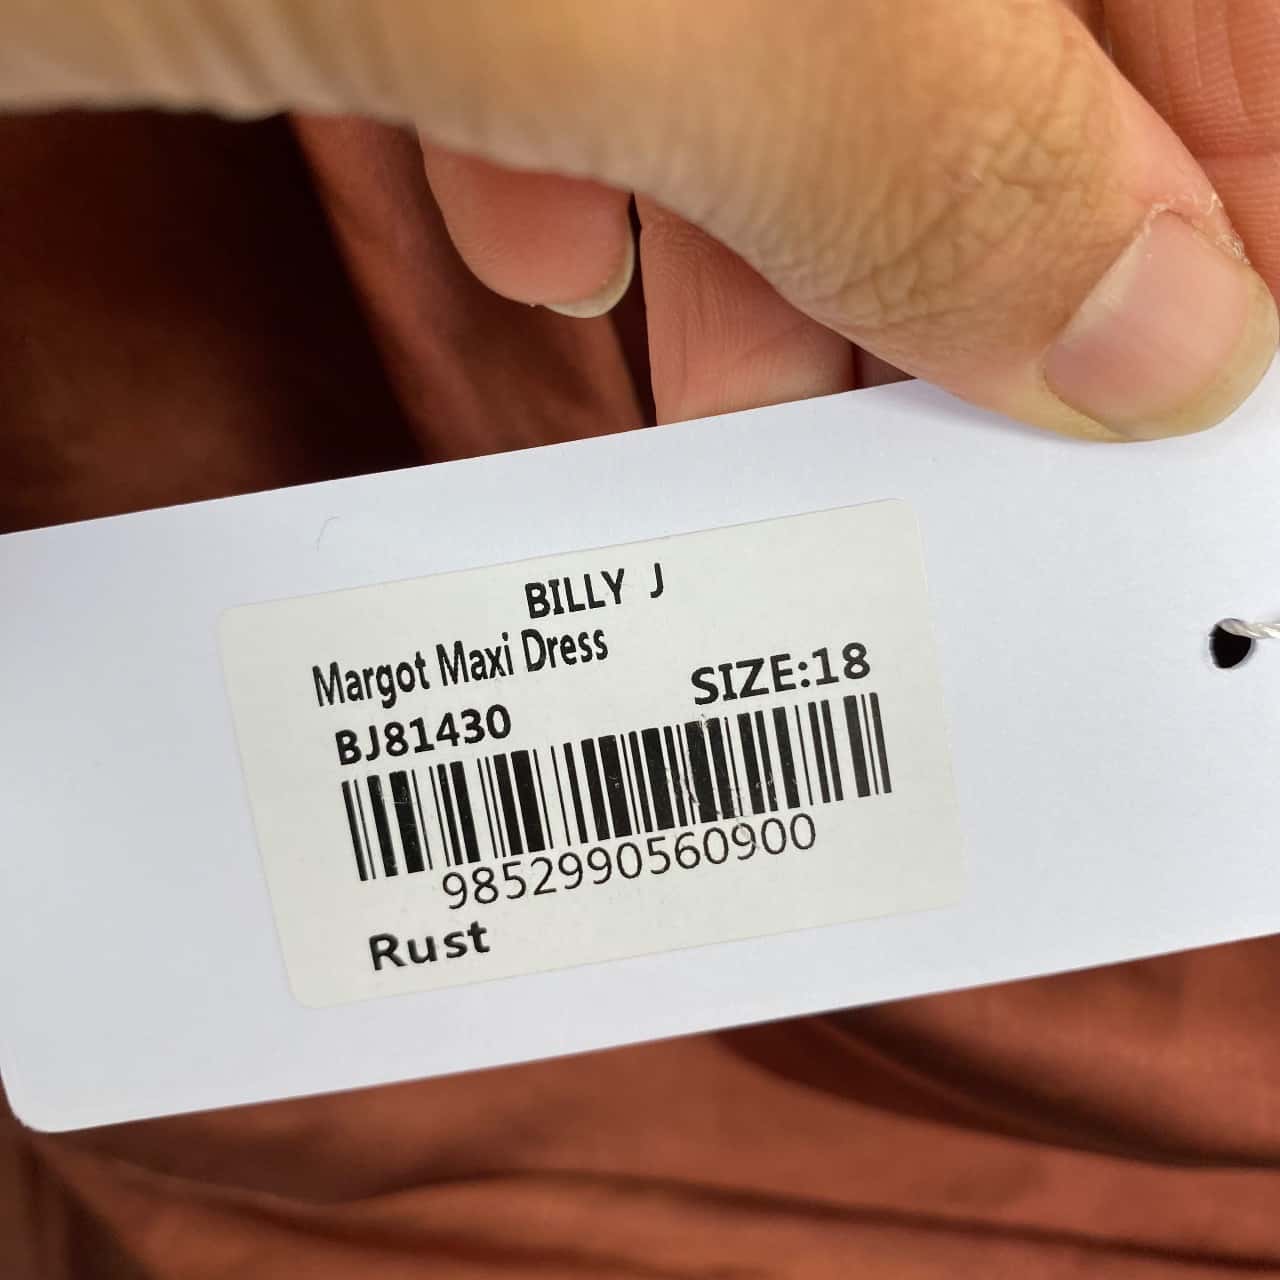 BILLY J
Margot Maxi Dress
SIZE:18
BJ81430
9852990560900
Rust